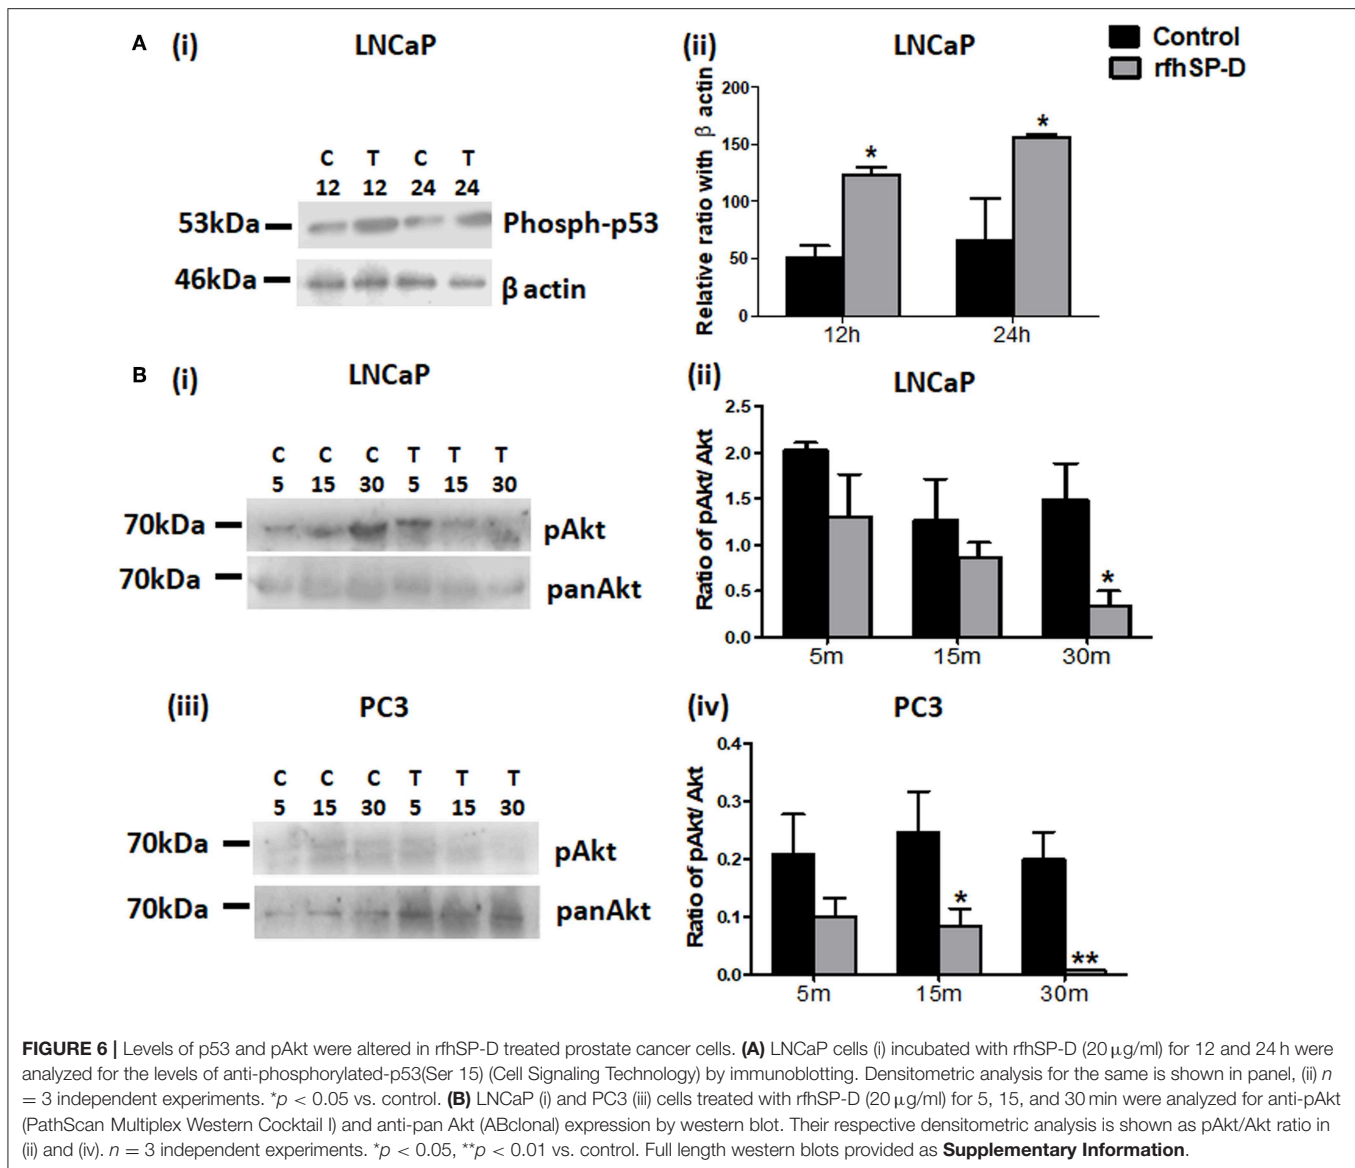 A (i) LNCaP
C T C T
12 12 24 24
53kDa Phosph-p53
46kDa β actin
(ii) LNCaP
Control
rfhSP-D
Relative ratio with β actin
200
150
100
50
0
* *
12h 24h
B (i) LNCaP
C C C T T T
5 15 30 5 15 30
70kDa pAkt
70kDa panAkt
(ii) LNCaP
Ratio of pAkt/ Akt
2.5
2.0
1.5
1.0
0.5
0.0
*
5m 15m 30m
(iii) PC3
C C C T T T
5 15 30 5 15 30
70kDa pAkt
70kDa panAkt
(iv) PC3
Ratio of pAkt/ Akt
0.4
0.3
0.2
0.1
0.0
* **
5m 15m 30m
FIGURE 6 | Levels of p53 and pAkt were altered in rfhSP-D treated prostate cancer cells. (A) LNCaP cells (i) incubated with rfhSP-D (20 μg/ml) for 12 and 24 h were
analyzed for the levels of anti-phosphorylated-p53(Ser 15) (Cell Signaling Technology) by immunoblotting. Densitometric analysis for the same is shown in panel, (ii) n
= 3 independent experiments. *p < 0.05 vs. control. (B) LNCaP (i) and PC3 (iii) cells treated with rfhSP-D (20 μg/ml) for 5, 15, and 30 min were analyzed for anti-pAkt
(PathScan Multiplex Western Cocktail I) and anti-pan Akt (ABclonal) expression by western blot. Their respective densitometric analysis is shown as pAkt/Akt ratio in
(ii) and (iv). n = 3 independent experiments. *p < 0.05, **p < 0.01 vs. control. Full length western blots provided as Supplementary Information.